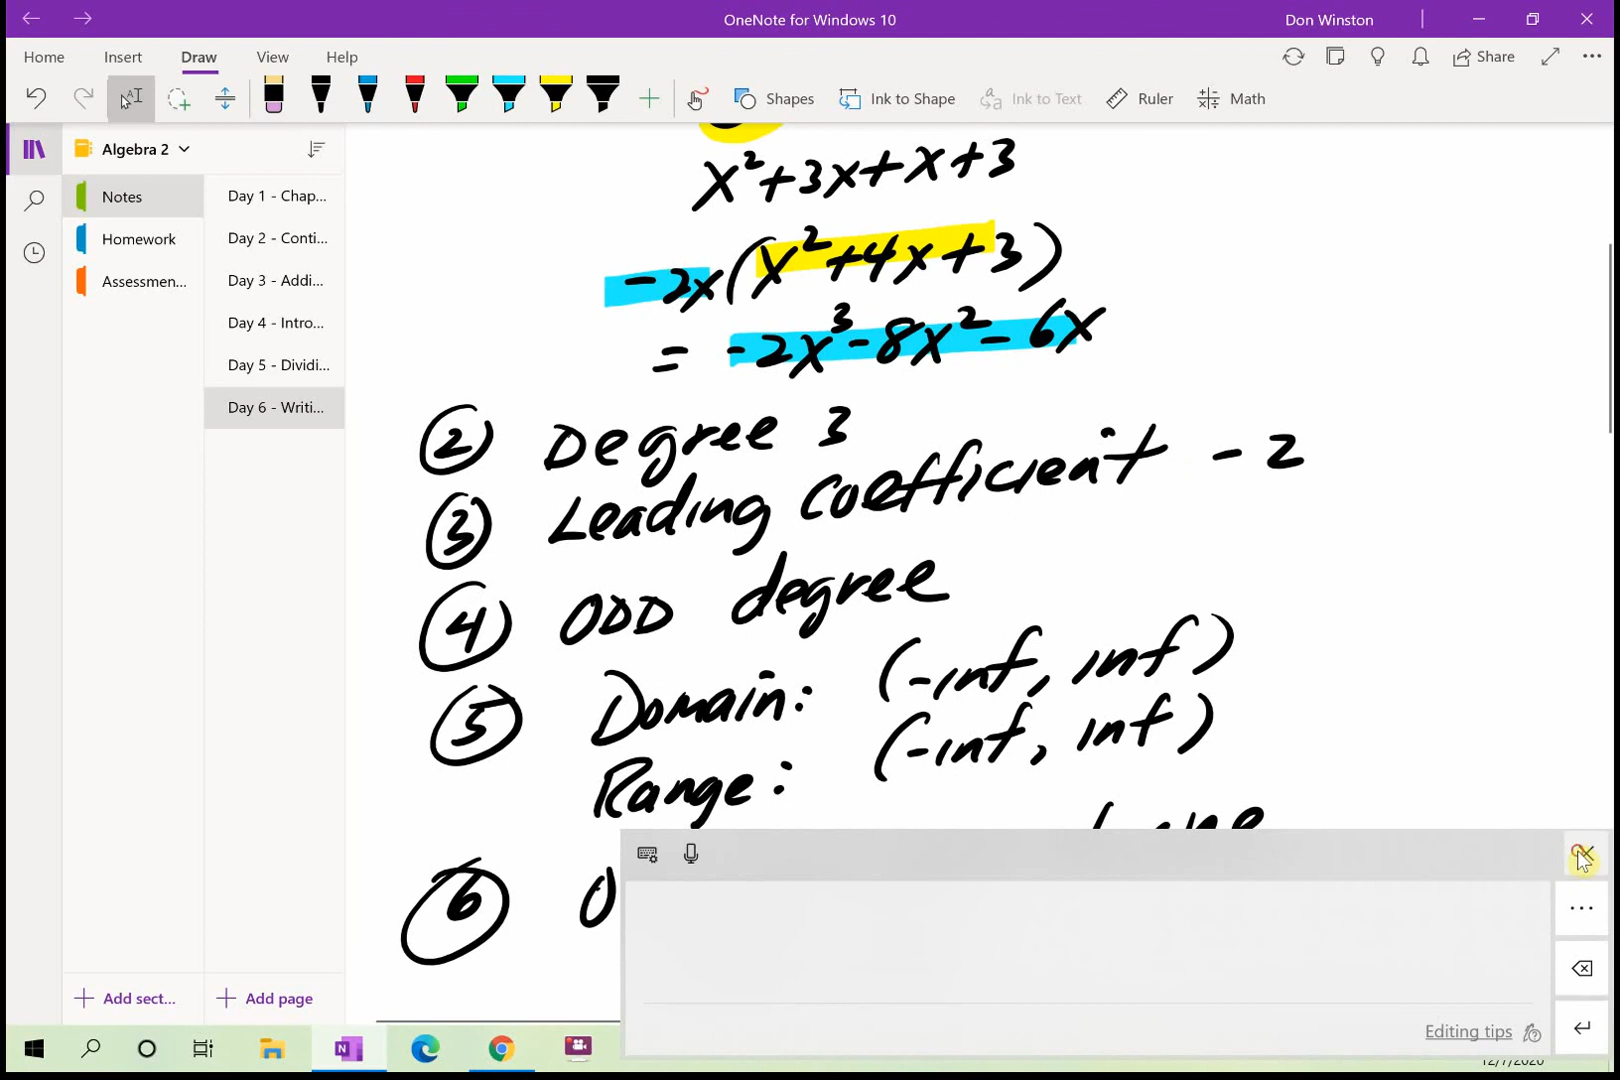 OneNote for Windows 10
Don Winston
Home Insert Draw View Help
Share
Shapes Ink to Shape Ink to Text Ruler Math
Algebra 2
Notes
Homework
Assessmen...
Day 1 - Chap...
Day 2 - Conti...
Day 3 - Addi...
Day 4 - Intro...
Day 5 - Dividi...
Day 6 - Writi...
x²+3x+x+3
-2x(x²+4x+3)
= -2x³-8x²-6x
② Degree 3
③ Leading coefficient -2
④ ODD degree
⑤ Domain: (-inf, inf)
Range: (-inf, inf)
⑥ O
Add sect...
Add page
Editing tips
12/7/2020